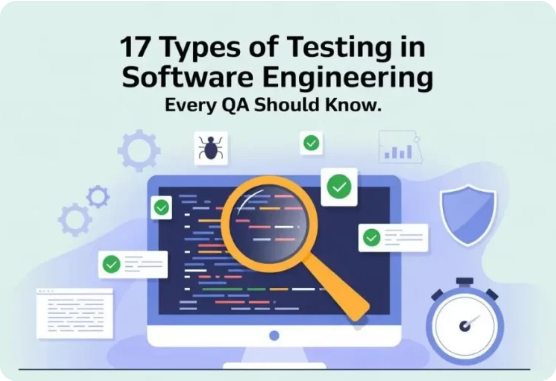 17 Types of Testing in
Software Engineering
Every QA Should Know.